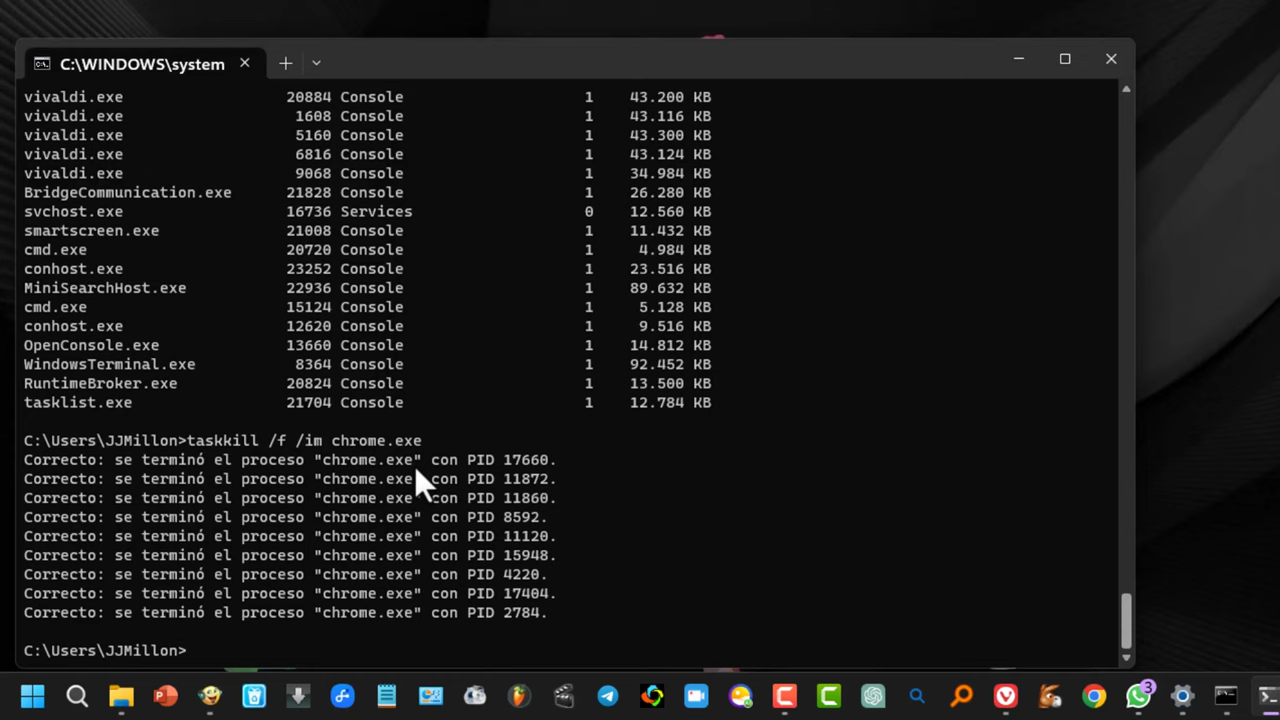 C:\WINDOWS\system
vivaldi.exe 20884 Console 1 43.200 KB
vivaldi.exe 1608 Console 1 43.116 KB
vivaldi.exe 5160 Console 1 43.300 KB
vivaldi.exe 6816 Console 1 43.124 KB
vivaldi.exe 9068 Console 1 34.984 KB
BridgeCommunication.exe 21828 Console 1 26.280 KB
svchost.exe 16736 Services 0 12.560 KB
smartscreen.exe 21008 Console 1 11.432 KB
cmd.exe 20720 Console 1 4.984 KB
conhost.exe 23252 Console 1 23.516 KB
MiniSearchHost.exe 22936 Console 1 89.632 KB
cmd.exe 15124 Console 1 5.128 KB
conhost.exe 12620 Console 1 9.516 KB
OpenConsole.exe 13660 Console 1 14.812 KB
WindowsTerminal.exe 8364 Console 1 92.452 KB
RuntimeBroker.exe 20824 Console 1 13.500 KB
tasklist.exe 21704 Console 1 12.784 KB
C:\Users\JJMillon>taskkill /f /im chrome.exe
Correcto: se terminó el proceso "chrome.exe" con PID 17660.
Correcto: se terminó el proceso "chrome.exe" con PID 11872.
Correcto: se terminó el proceso "chrome.exe" con PID 11860.
Correcto: se terminó el proceso "chrome.exe" con PID 8592.
Correcto: se terminó el proceso "chrome.exe" con PID 11120.
Correcto: se terminó el proceso "chrome.exe" con PID 15948.
Correcto: se terminó el proceso "chrome.exe" con PID 4220.
Correcto: se terminó el proceso "chrome.exe" con PID 17404.
Correcto: se terminó el proceso "chrome.exe" con PID 2784.
C:\Users\JJMillon>
3